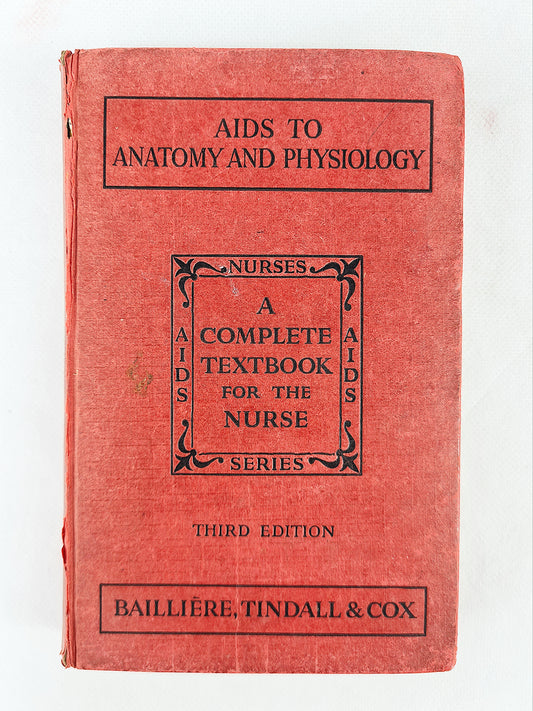 AIDS TO
ANATOMY AND PHYSIOLOGY
NURSES
AIDS
A
COMPLETE
TEXTBOOK
FOR THE
NURSE
AIDS
SERIES
THIRD EDITION
BAILLIÈRE, TINDALL & COX